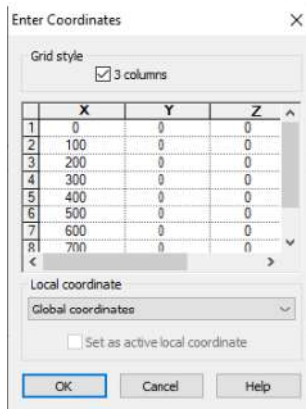 Enter Coordinates
Grid style
3 columns
X Y Z
1 0 0 0
2 100 0 0
3 200 0 0
4 300 0 0
5 400 0 0
6 500 0 0
7 600 0 0
8 700 0 0
Local coordinate
Global coordinates
Set as active local coordinate
OK Cancel Help